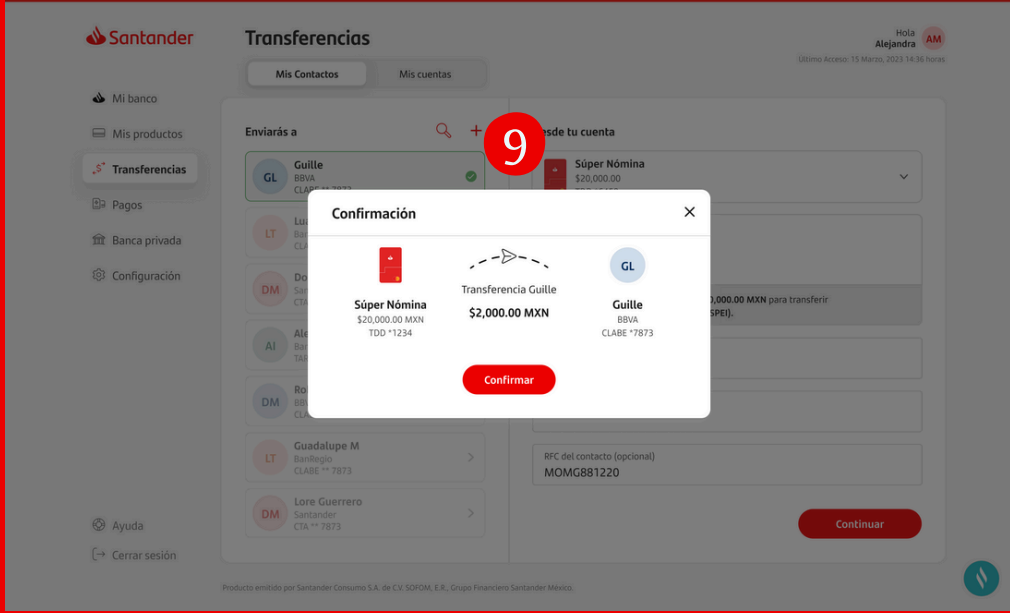 Santander
Transferencias
Hola
Alejandra
AM
Último Acceso: 15 Marzo, 2023 14:36 horas
Mis Contactos
Mis cuentas
Mi banco
Mis productos
Transferencias
Pagos
Banca privada
Configuración
Ayuda
Cerrar sesión
Enviarás a
GL
Guille
BBVA
CLABE ** 7873
LT
DM
AI
DM
LT
Guadalupe M
BanRegio
CLABE ** 7873
DM
Lore Guerrero
Santander
CTA ** 7873
9
desde tu cuenta
Súper Nómina
$20,000.00
,000.00 MXN para transferir
SPEI).
RFC del contacto (opcional)
MOMG881220
Continuar
Confirmación
Súper Nómina
$20,000.00 MXN
TDD *1234
Transferencia Guille
$2,000.00 MXN
GL
Guille
BBVA
CLABE *7873
Confirmar
Producto emitido por Santander Consumo S.A. de C.V. SOFOM, E.R., Grupo Financiero Santander México.